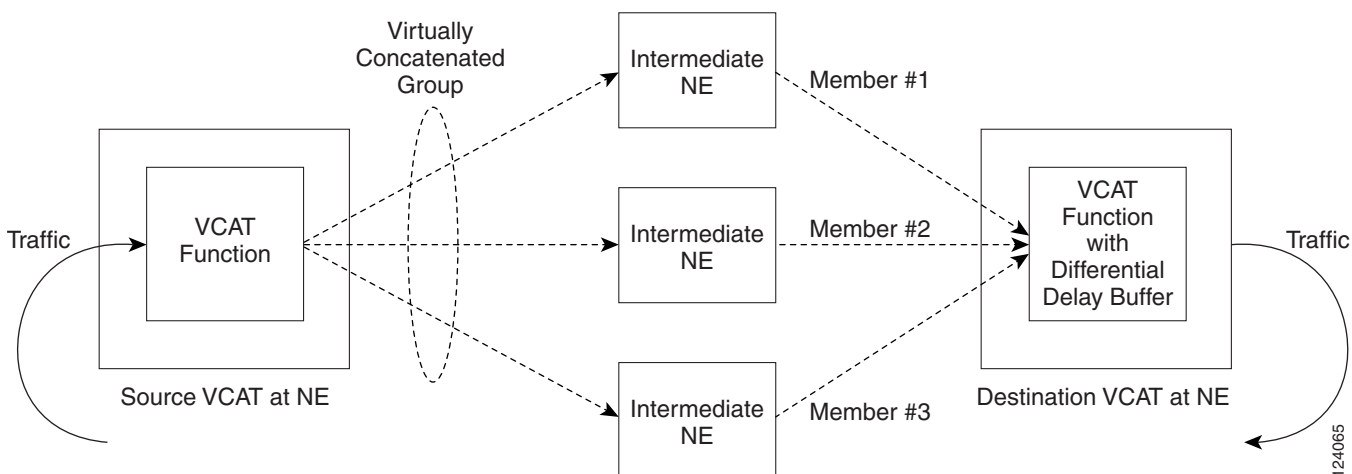 Virtually
Concatenated
Group
Intermediate
NE
Member #1
Traffic
VCAT
Function
Source VCAT at NE
Intermediate
NE
Member #2
VCAT
Function
with
Differential
Delay Buffer
Traffic
Destination VCAT at NE
Intermediate
NE
Member #3
124065